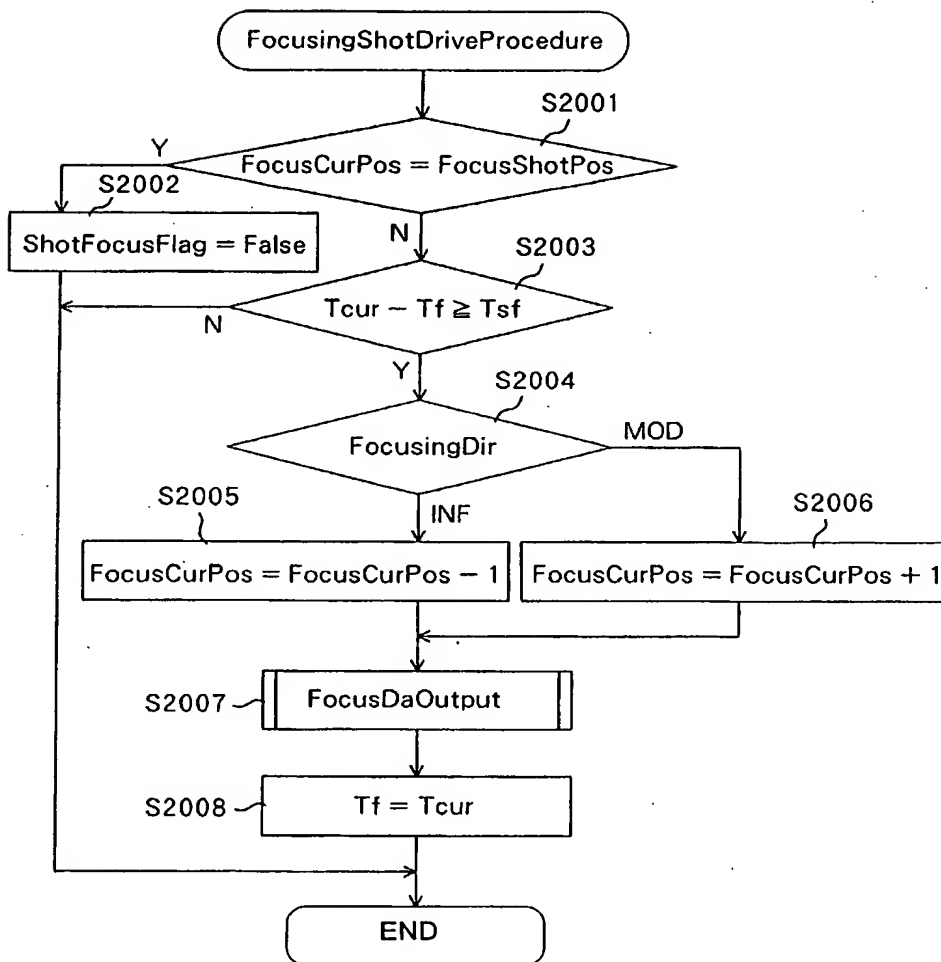 FocusingShotDriveProcedure
S2001
Y
FocusCurPos = FocusShotPos
S2002
ShotFocusFlag = False
N
S2003
Tcur − Tf ≧ Tsf
N
Y
S2004
FocusingDir
MOD
S2005
INF
S2006
FocusCurPos = FocusCurPos − 1
FocusCurPos = FocusCurPos + 1
S2007
FocusDaOutput
S2008
Tf = Tcur
END